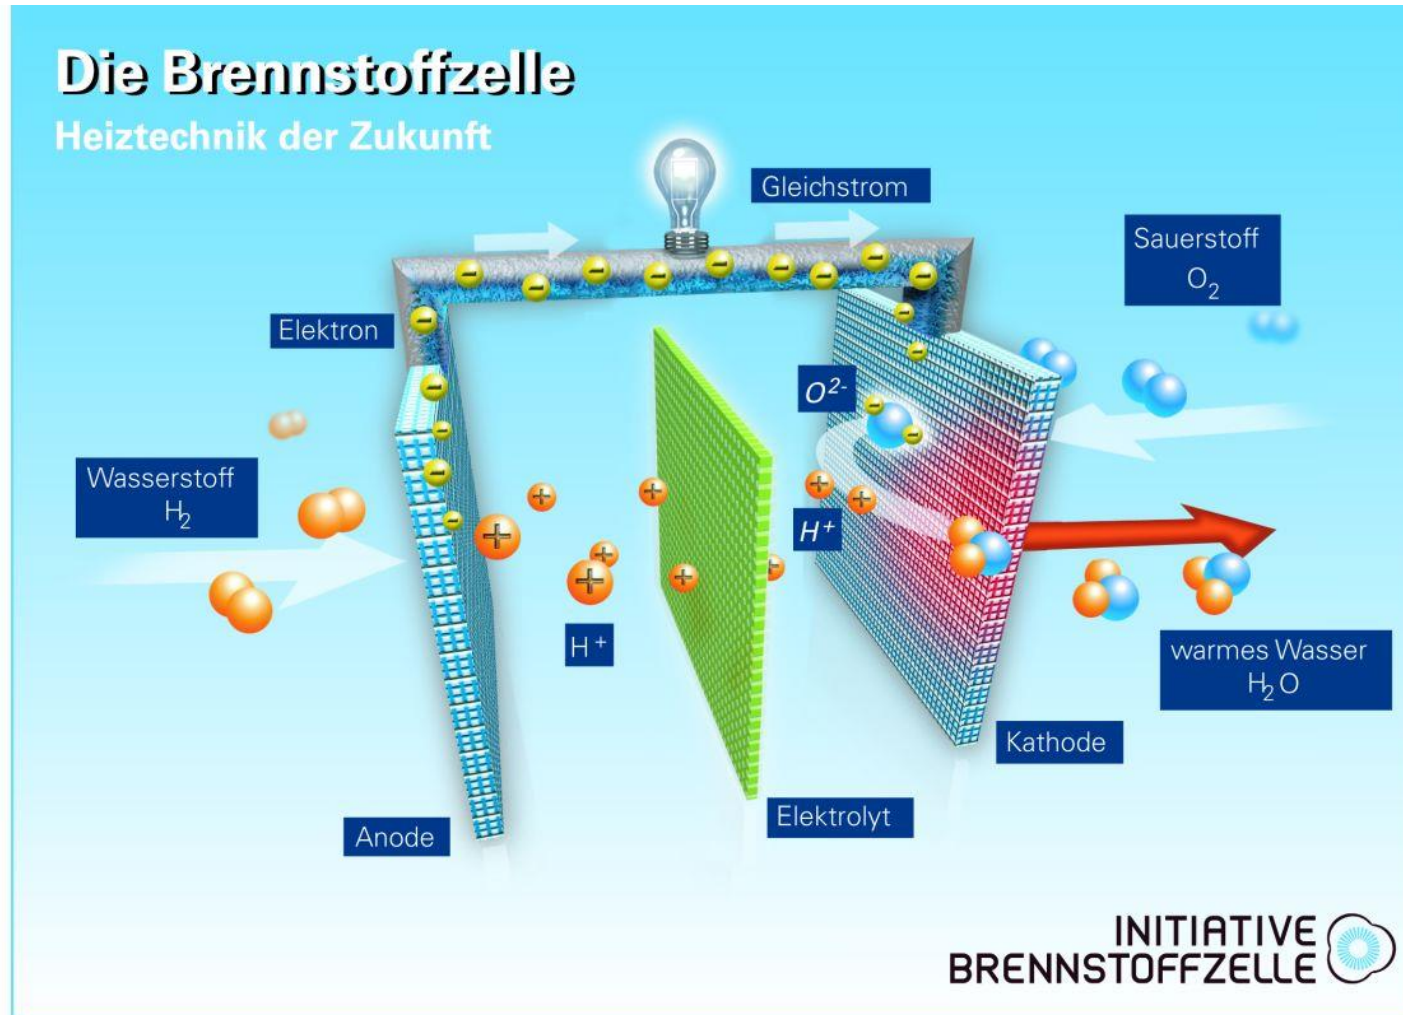 Die Brennstoffzelle
Heiztechnik der Zukunft
Gleichstrom
Sauerstoff
O₂
Elektron
O²⁻
Wasserstoff
H₂
H⁺
H⁺
warmes Wasser
H₂O
Kathode
Elektrolyt
Anode
INITIATIVE
BRENNSTOFFZELLE